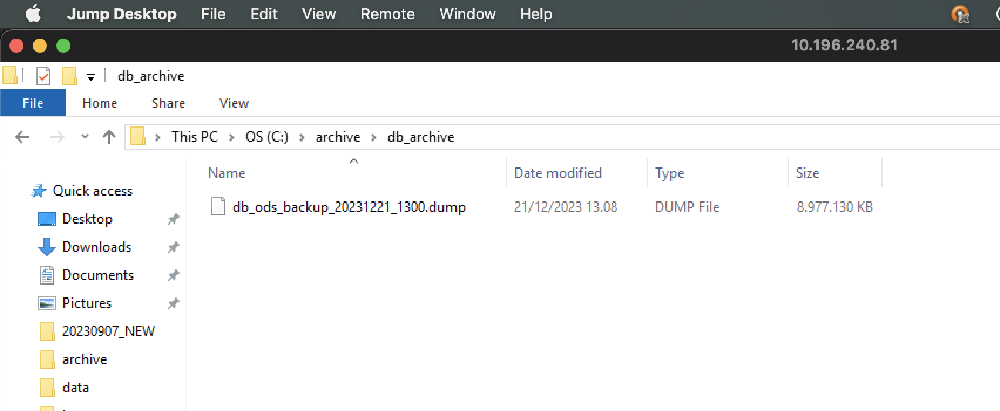 Jump Desktop File Edit View Remote Window Help
10.196.240.81
db_archive
File Home Share View
This PC OS (C:) archive db_archive
Name Date modified Type Size
Quick access
db_ods_backup_20231221_1300.dump 21/12/2023 13.08 DUMP File 8.977.130 KB
Desktop
Downloads
Documents
Pictures
20230907_NEW
archive
data